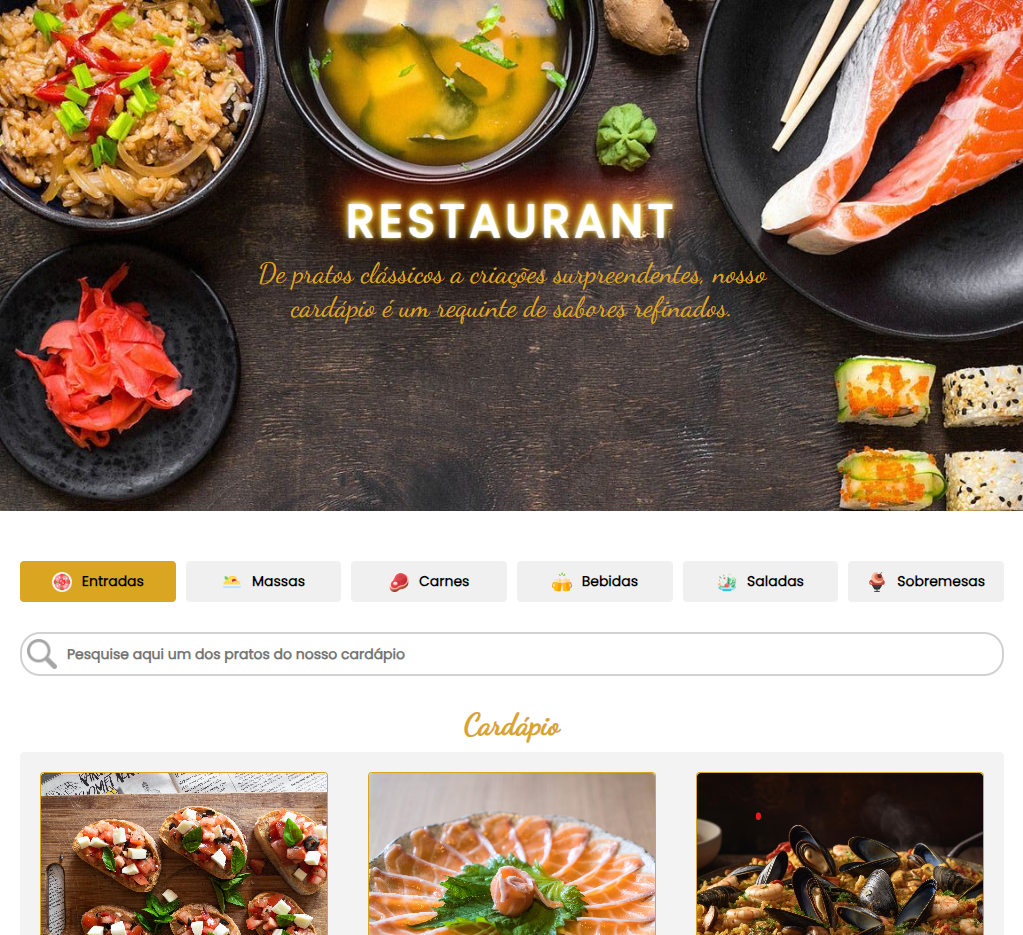 RESTAURANT
De pratos clássicos a criações surpreendentes, nosso
cardápio é um requinte de sabores refinados.
Entradas
Massas
Carnes
Bebidas
Saladas
Sobremesas
Pesquise aqui um dos pratos do nosso cardápio
Cardápio